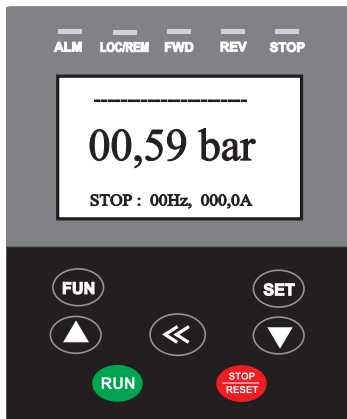 ALM LOC/REM FWD REV STOP
--------------------
00,59 bar
STOP : 00Hz, 000,0A
FUN SET
RUN STOP
RESET